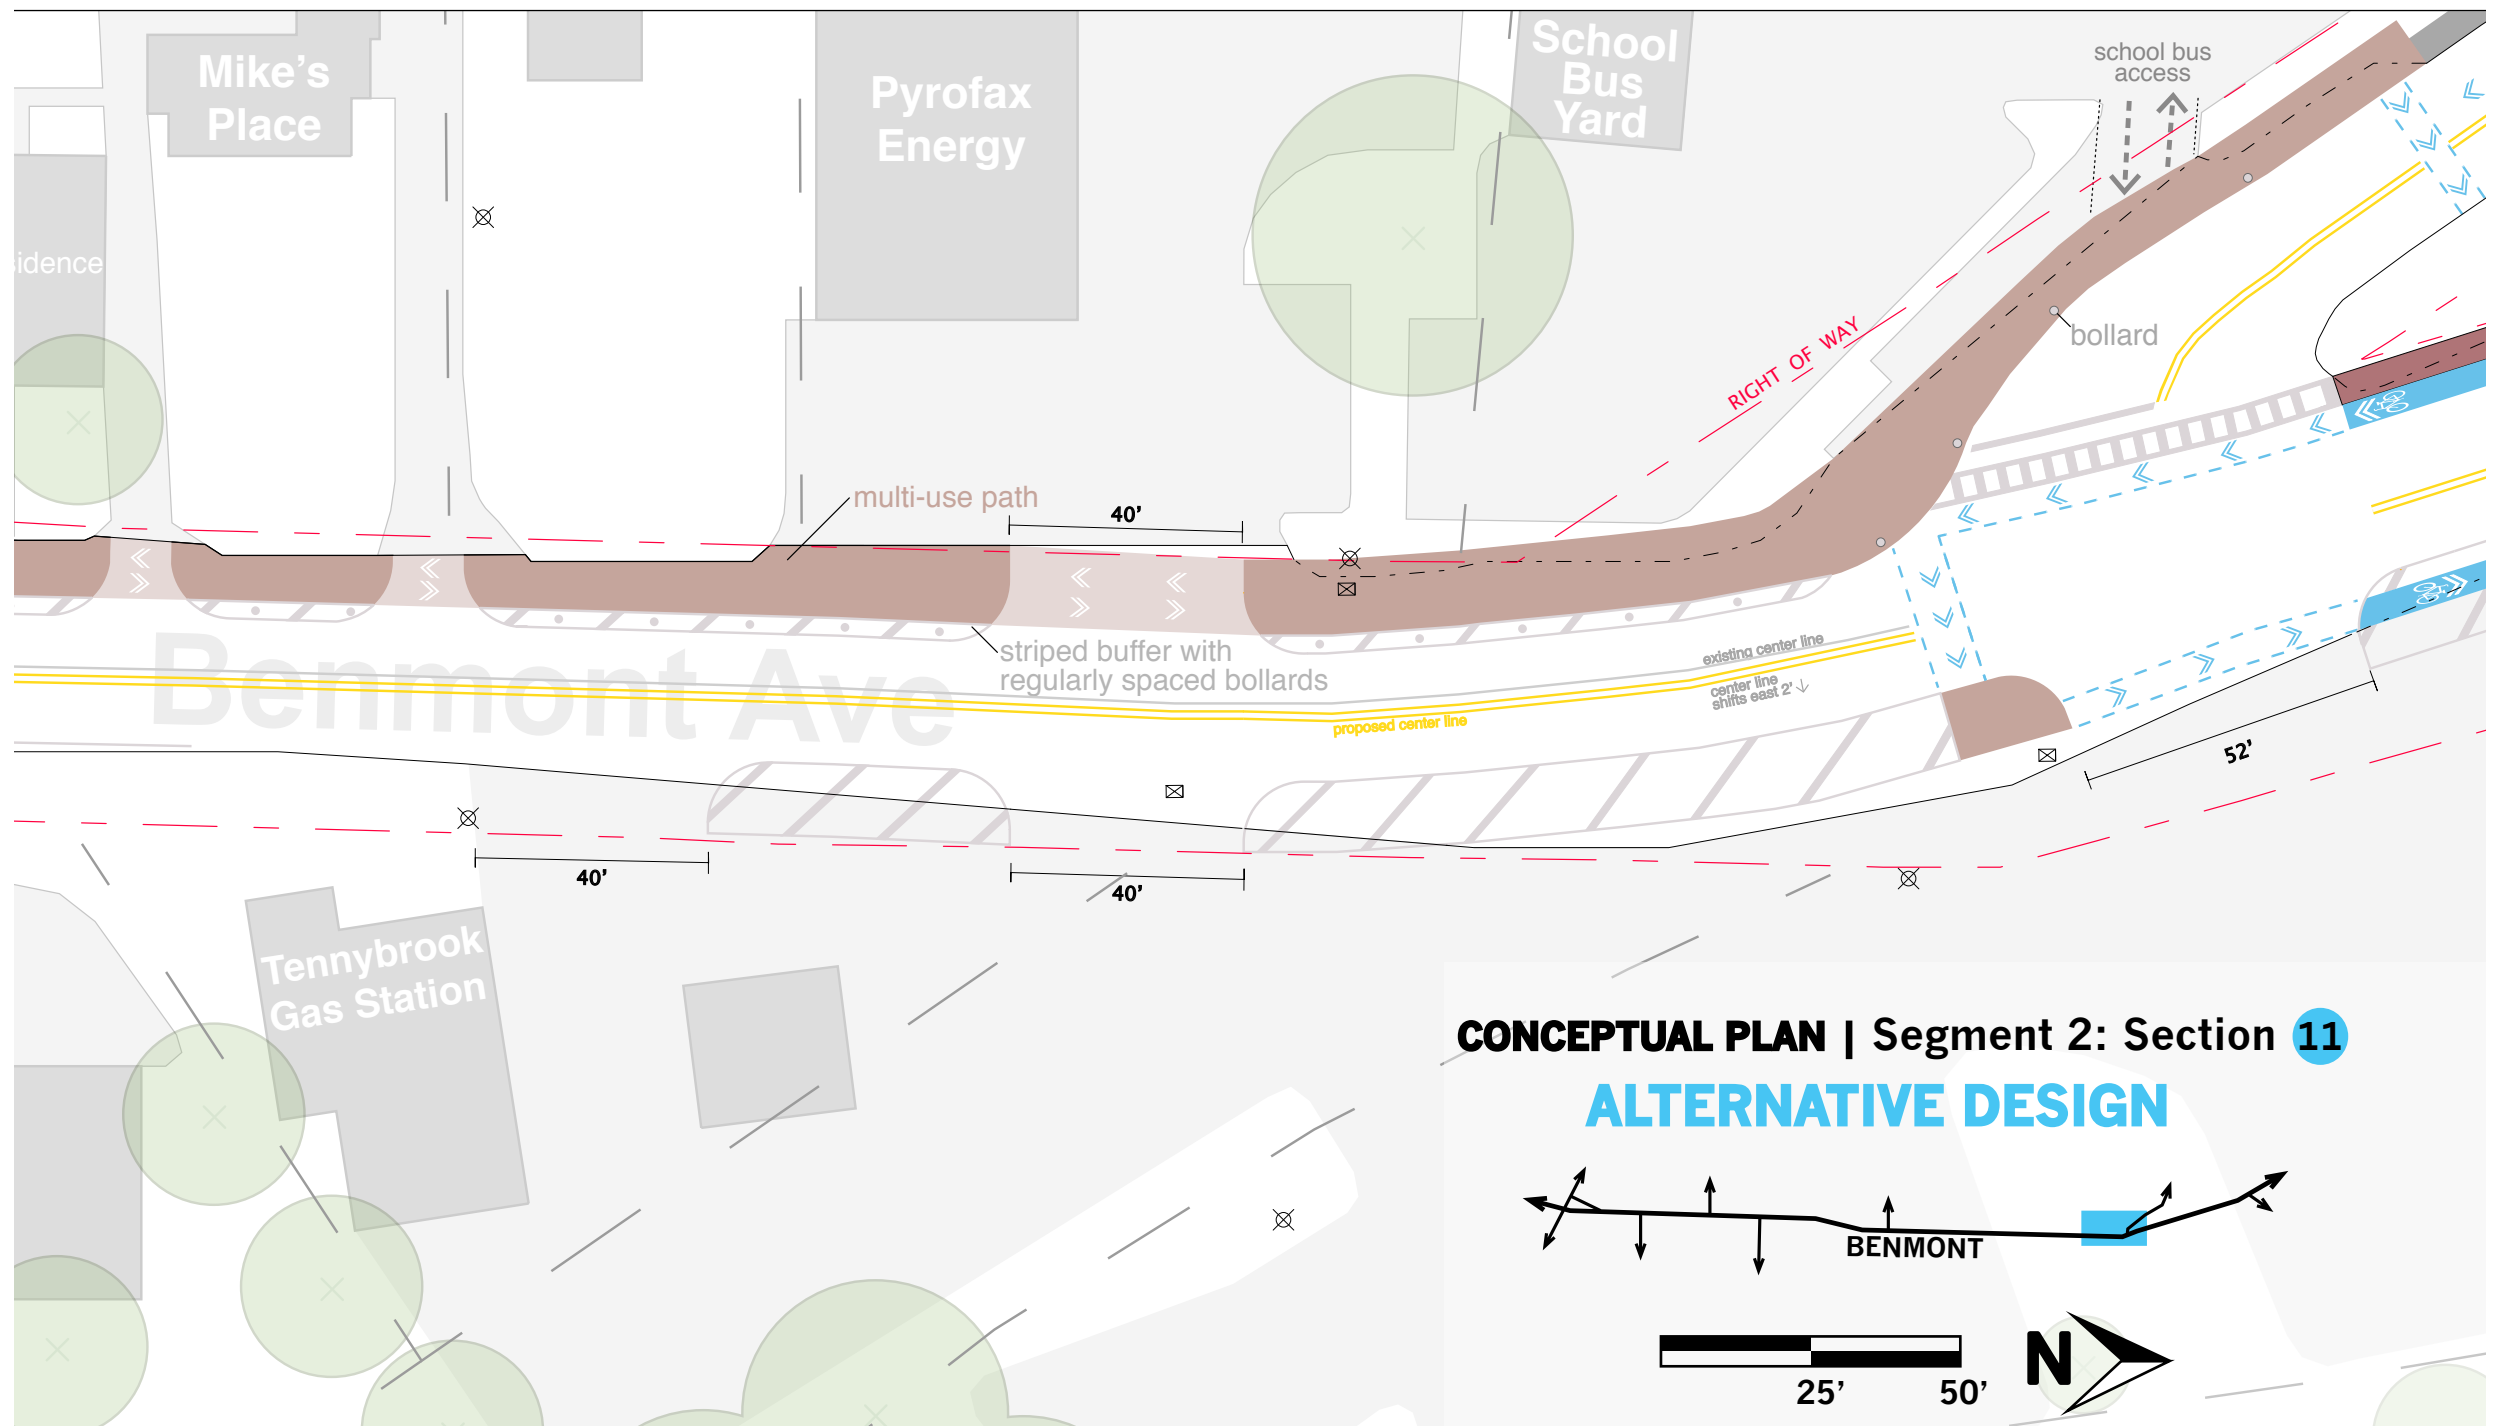 Mike's
Place
Pyrofax
Energy
School
Bus
Yard
school bus
access
idence
RIGHT OF WAY
bollard
multi-use path
40'
striped buffer with
regularly spaced bollards
existing center line
center line
shifts east 2'
proposed center line
Benmont Ave
52'
40'
40'
Tennybrook
Gas Station
CONCEPTUAL PLAN | Segment 2: Section 11
ALTERNATIVE DESIGN
BENMONT
25'
50'
N